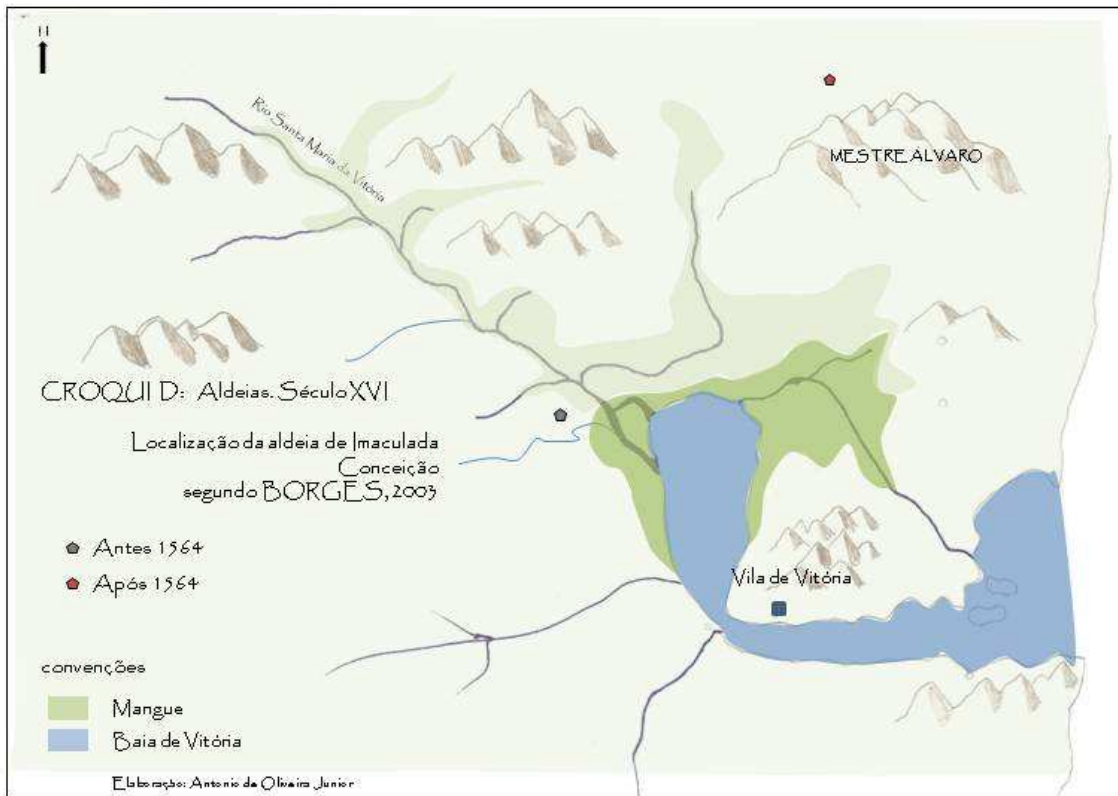 N
Rio Santa Maria da Vitória
MESTRE ALVARO
CROQUI D: Aldeias. Século XVI
Localização da aldeia de Imaculada
Conceição
segundo BORGES, 2003
Antes 1564
Após 1564
Vila de Vitória
convenções
Mangue
Baia de Vitória
Elaboração: Antonio de Oliveira Junior